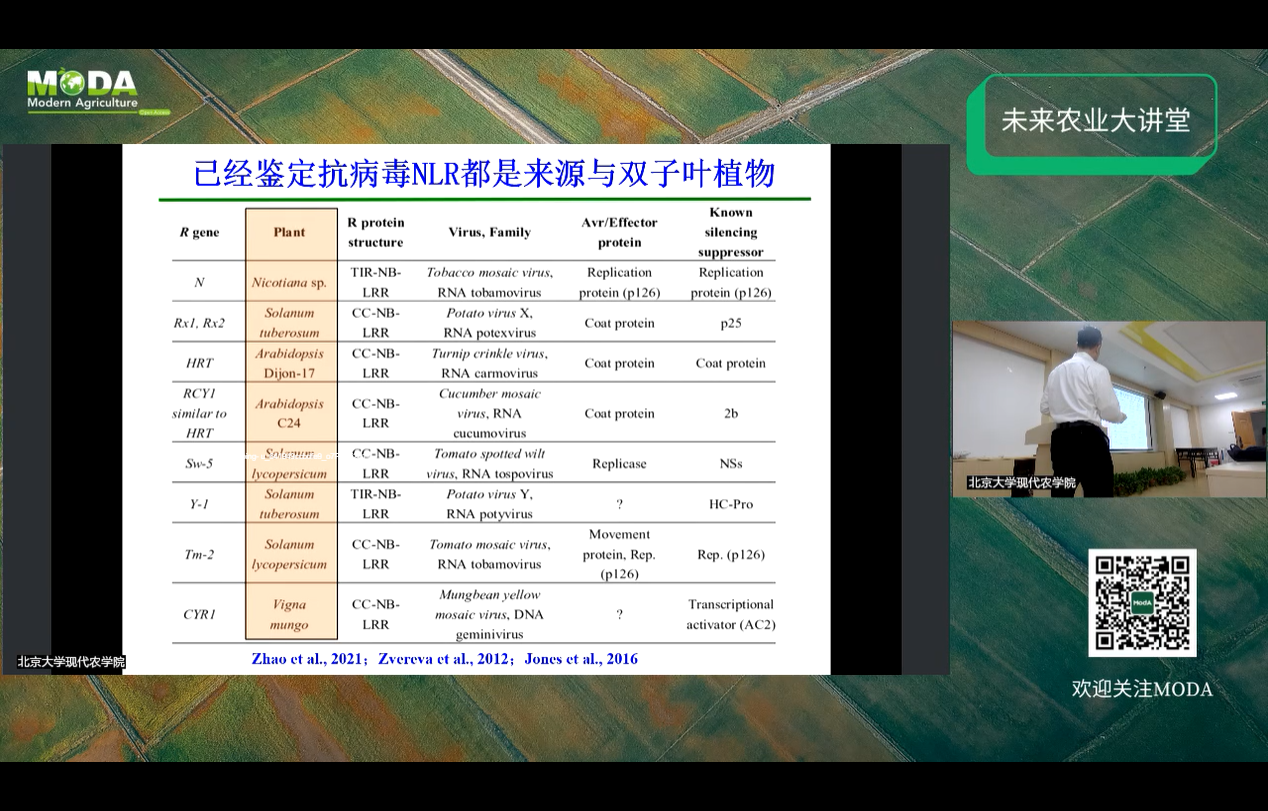 MODA
Modern Agriculture
Open Access
未来农业大讲堂
已经鉴定抗病毒NLR都是来源与双子叶植物
R gene Plant R protein structure Virus, Family Avr/Effector protein Known silencing suppressor
N Nicotiana sp. TIR-NB-LRR Tobacco mosaic virus, RNA tobamovirus Replication protein (p126) Replication protein (p126)
Rx1, Rx2 Solanum tuberosum CC-NB-LRR Potato virus X, RNA potexvirus Coat protein p25
HRT Arabidopsis Dijon-17 CC-NB-LRR Turnip crinkle virus, RNA carmovirus Coat protein Coat protein
RCY1 similar to HRT Arabidopsis C24 CC-NB-LRR Cucumber mosaic virus, RNA cucumovirus Coat protein 2b
Sw-5 Solanum lycopersicum CC-NB-LRR Tomato spotted wilt virus, RNA tospovirus Replicase NSs
Y-1 Solanum tuberosum TIR-NB-LRR Potato virus Y, RNA potyvirus ? HC-Pro
Tm-2 Solanum lycopersicum CC-NB-LRR Tomato mosaic virus, RNA tobamovirus Movement protein, Rep. (p126) Rep. (p126)
CYR1 Vigna mungo CC-NB-LRR Mungbean yellow mosaic virus, DNA geminivirus ? Transcriptional activator (AC2)
Zhao et al., 2021；Zvereva et al., 2012；Jones et al., 2016
北京大学现代农学院
北京大学现代农学院
ModA
欢迎关注MODA